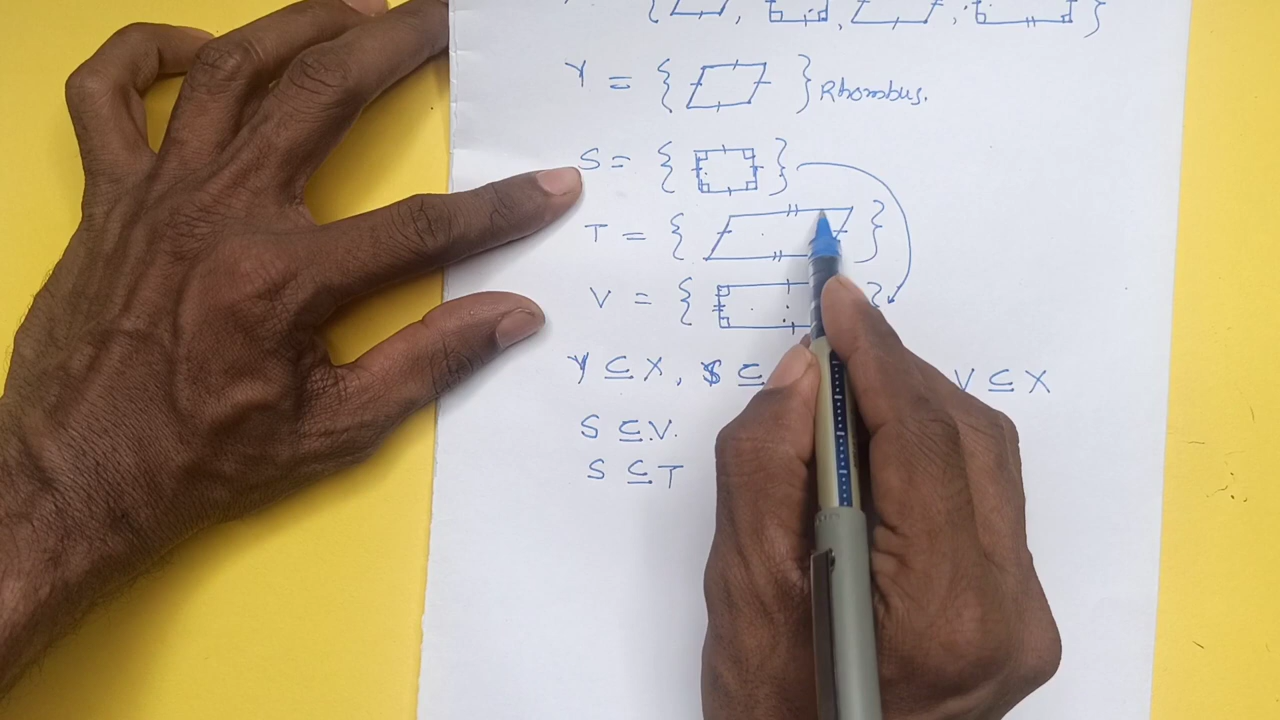 { , , , }
Y = { } Rhombus.
S = { }
T = { }
V = { }
Y ⊆ X, S ⊆ V ⊆ X
S ⊆ V.
S ⊆ T